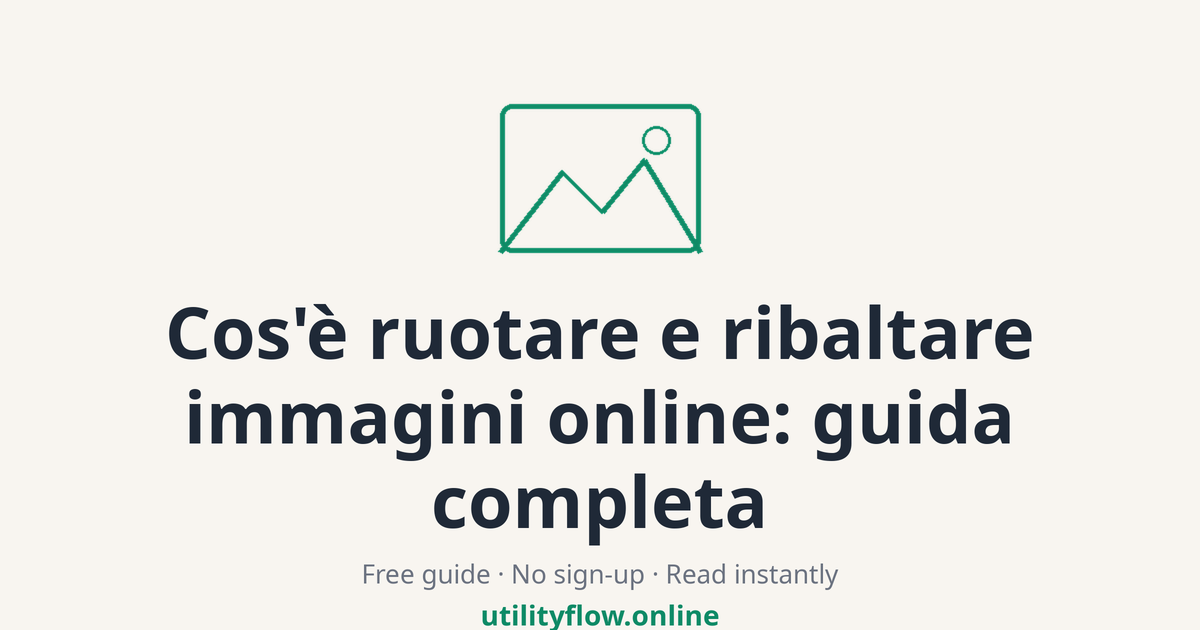 Cos'è ruotare e ribaltare
immagini online: guida
completa
Free guide · No sign-up · Read instantly
utilityflow.online